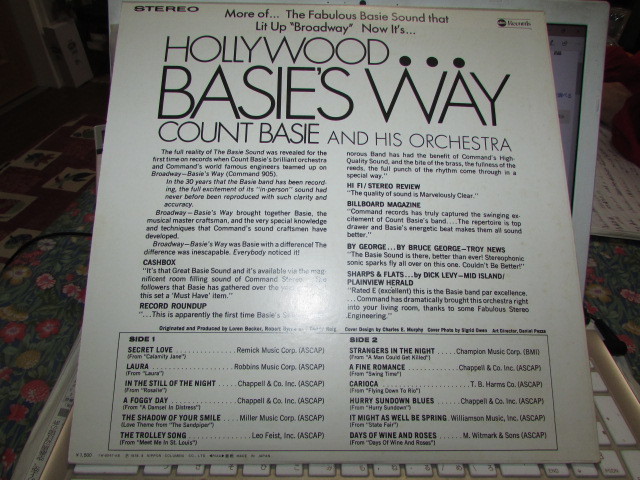 STEREO
More of... The Fabulous Basie Sound that
Lit Up "Broadway" Now It's...
abc Records
HOLLYWOOD...
BASIE'S WAY
COUNT BASIE AND HIS ORCHESTRA
The full reality of The Basie Sound was revealed for the
first time on records when Count Basie's brilliant orchestra
and Command's world famous engineers teamed up on
Broadway—Basie's Way (Command 905).
In the 30 years that the Basie band has been record-
ing, the full excitement of its "in-person" sound had
never before been reproduced with such clarity and
accuracy.
Broadway—Basie's Way brought together Basie, the
musical master craftsman, and the very special knowledge
and techniques that Command's sound craftsmen have
developed.
Broadway—Basie's Way was Basie with a difference! The
difference was inescapable. Everybody noticed it!
CASHBOX
"It's that Great Basie Sound and it's available via the mag-
nificent room filling sound of Command
followers that Basie has gathered over the
this set a 'Must Have' item."
RECORD ROUNDUP
"...This is apparently the first time Basie's
norous Band has had the benefit of Command's High-
Quality Sound, and the bite of the brass, the fullness of the
reeds, the full punch of the rhythm come through in a
special way."
HI FI/STEREO REVIEW
"The quality of sound is Marvelously Clear."
BILLBOARD MAGAZINE
"Command records has truly captured the swinging ex-
citement of Count Basie's band....The repertoire is top
drawer and Basie's energetic beat makes them all sound
better."
BY GEORGE...BY BRUCE GEORGE—TROY NEWS
"The Basie Sound is there, better than ever! Stereophonic
sonic sparks fly all over on this one. Couldn't Be Better!"
SHARPS & FLATS...by DICK LEVY—MID ISLAND/
PLAINVIEW HERALD
"Rated E (excellent) this is the Basie band par excellence.
...Command has dramatically brought this orchestra right
into your living room, thanks to some Fabulous Stereo
Engineering."
Originated and Produced by Loren Becker, Robert Cover Design by Charles E. Murphy Cover Photo by Sigrid Owen Art Director, Daniel Pezza
SIDE 1
SECRET LOVE Remick Music Corp. (ASCAP)
(From "Calamity Jane")
LAURA Robbins Music Corp. (ASCAP)
(From "Laura")
IN THE STILL OF THE NIGHT Chappell & Co. Inc. (ASCAP)
(From "Rosalie")
A FOGGY DAY Chappell & Co. Inc. (ASCAP)
(From "A Damsel In Distress")
THE SHADOW OF YOUR SMILE Miller Music Corp. (ASCAP)
(Love Theme from "The Sandpiper")
THE TROLLEY SONG Leo Feist, Inc. (ASCAP)
(From "Meet Me In St. Louis")
SIDE 2
STRANGERS IN THE NIGHT Champion Music Corp. (BMI)
(From "A Man Could Get Killed")
A FINE ROMANCE Chappell & Co. Inc. (ASCAP)
(From "Swing Time")
CARIOCA T. B. Harms Co. (ASCAP)
(From "Flying Down To Rio")
HURRY SUNDOWN BLUES Chappell & Co. Inc. (ASCAP)
(From "Hurry Sundown")
IT MIGHT AS WELL BE SPRING Williamson Music, Inc. (ASCAP)
(From "State Fair")
DAYS OF WINE AND ROSES M. Witmark & Sons (ASCAP)
(From "Days Of Wine And Roses")
NIPPON COLUMBIA CO., LTD. MADE IN JAPAN